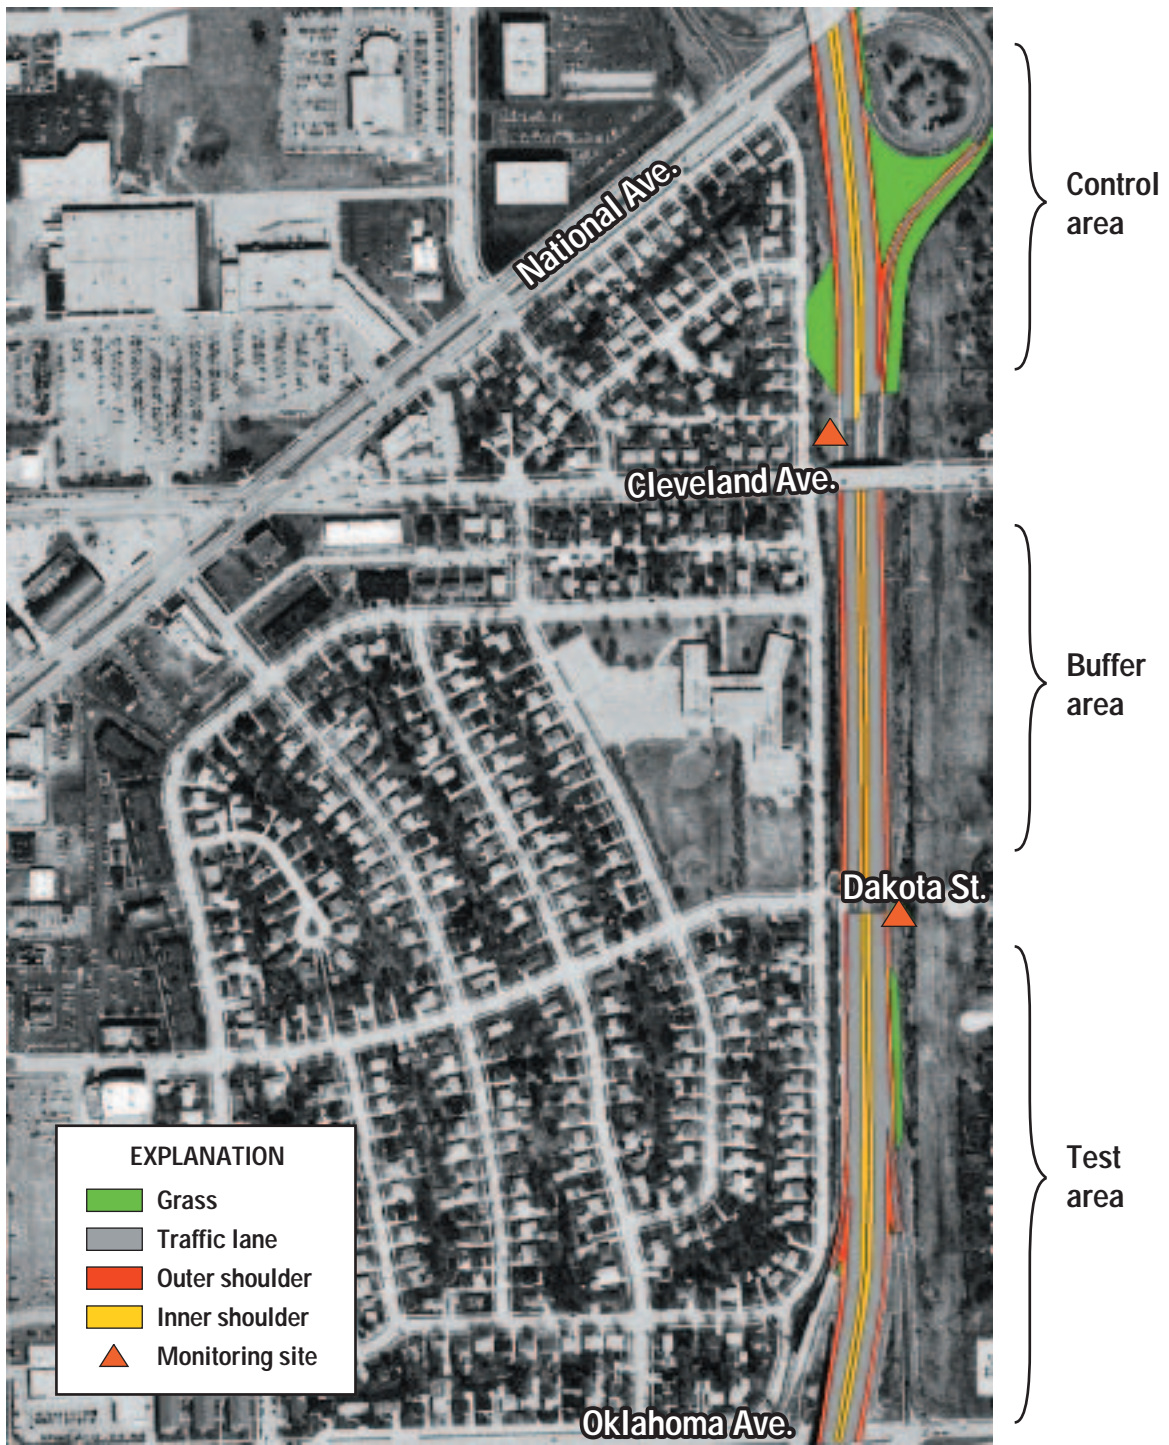 National Ave.
Control
area
Cleveland Ave.
Buffer
area
Dakota St.
Test
area
EXPLANATION
Grass
Traffic lane
Outer shoulder
Inner shoulder
Monitoring site
Oklahoma Ave.